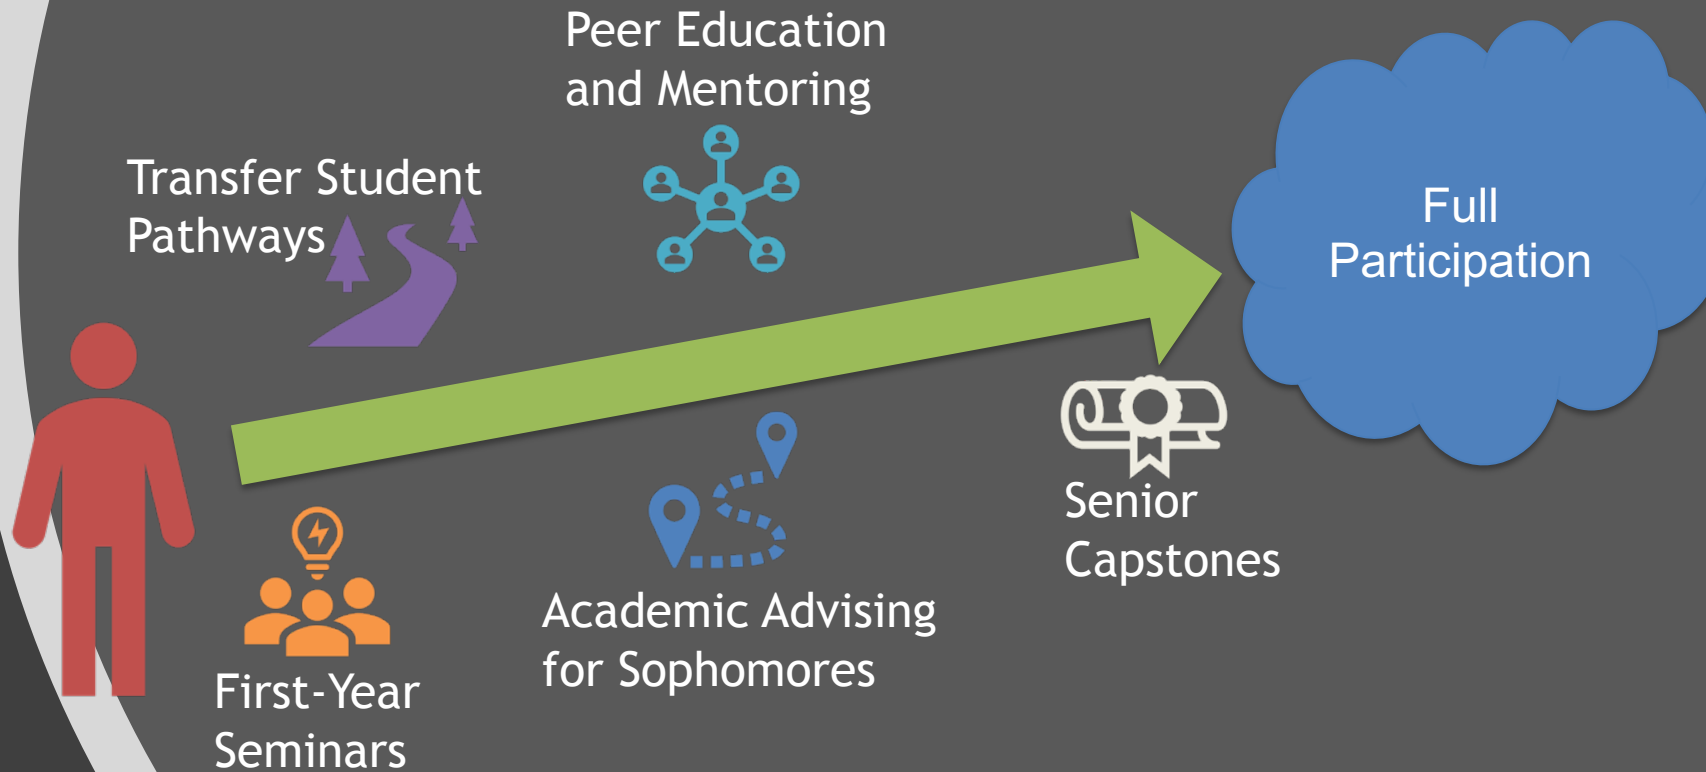 Peer Education
and Mentoring
Transfer Student
Pathways
Full
Participation
Senior
Capstones
Academic Advising
for Sophomores
First-Year
Seminars